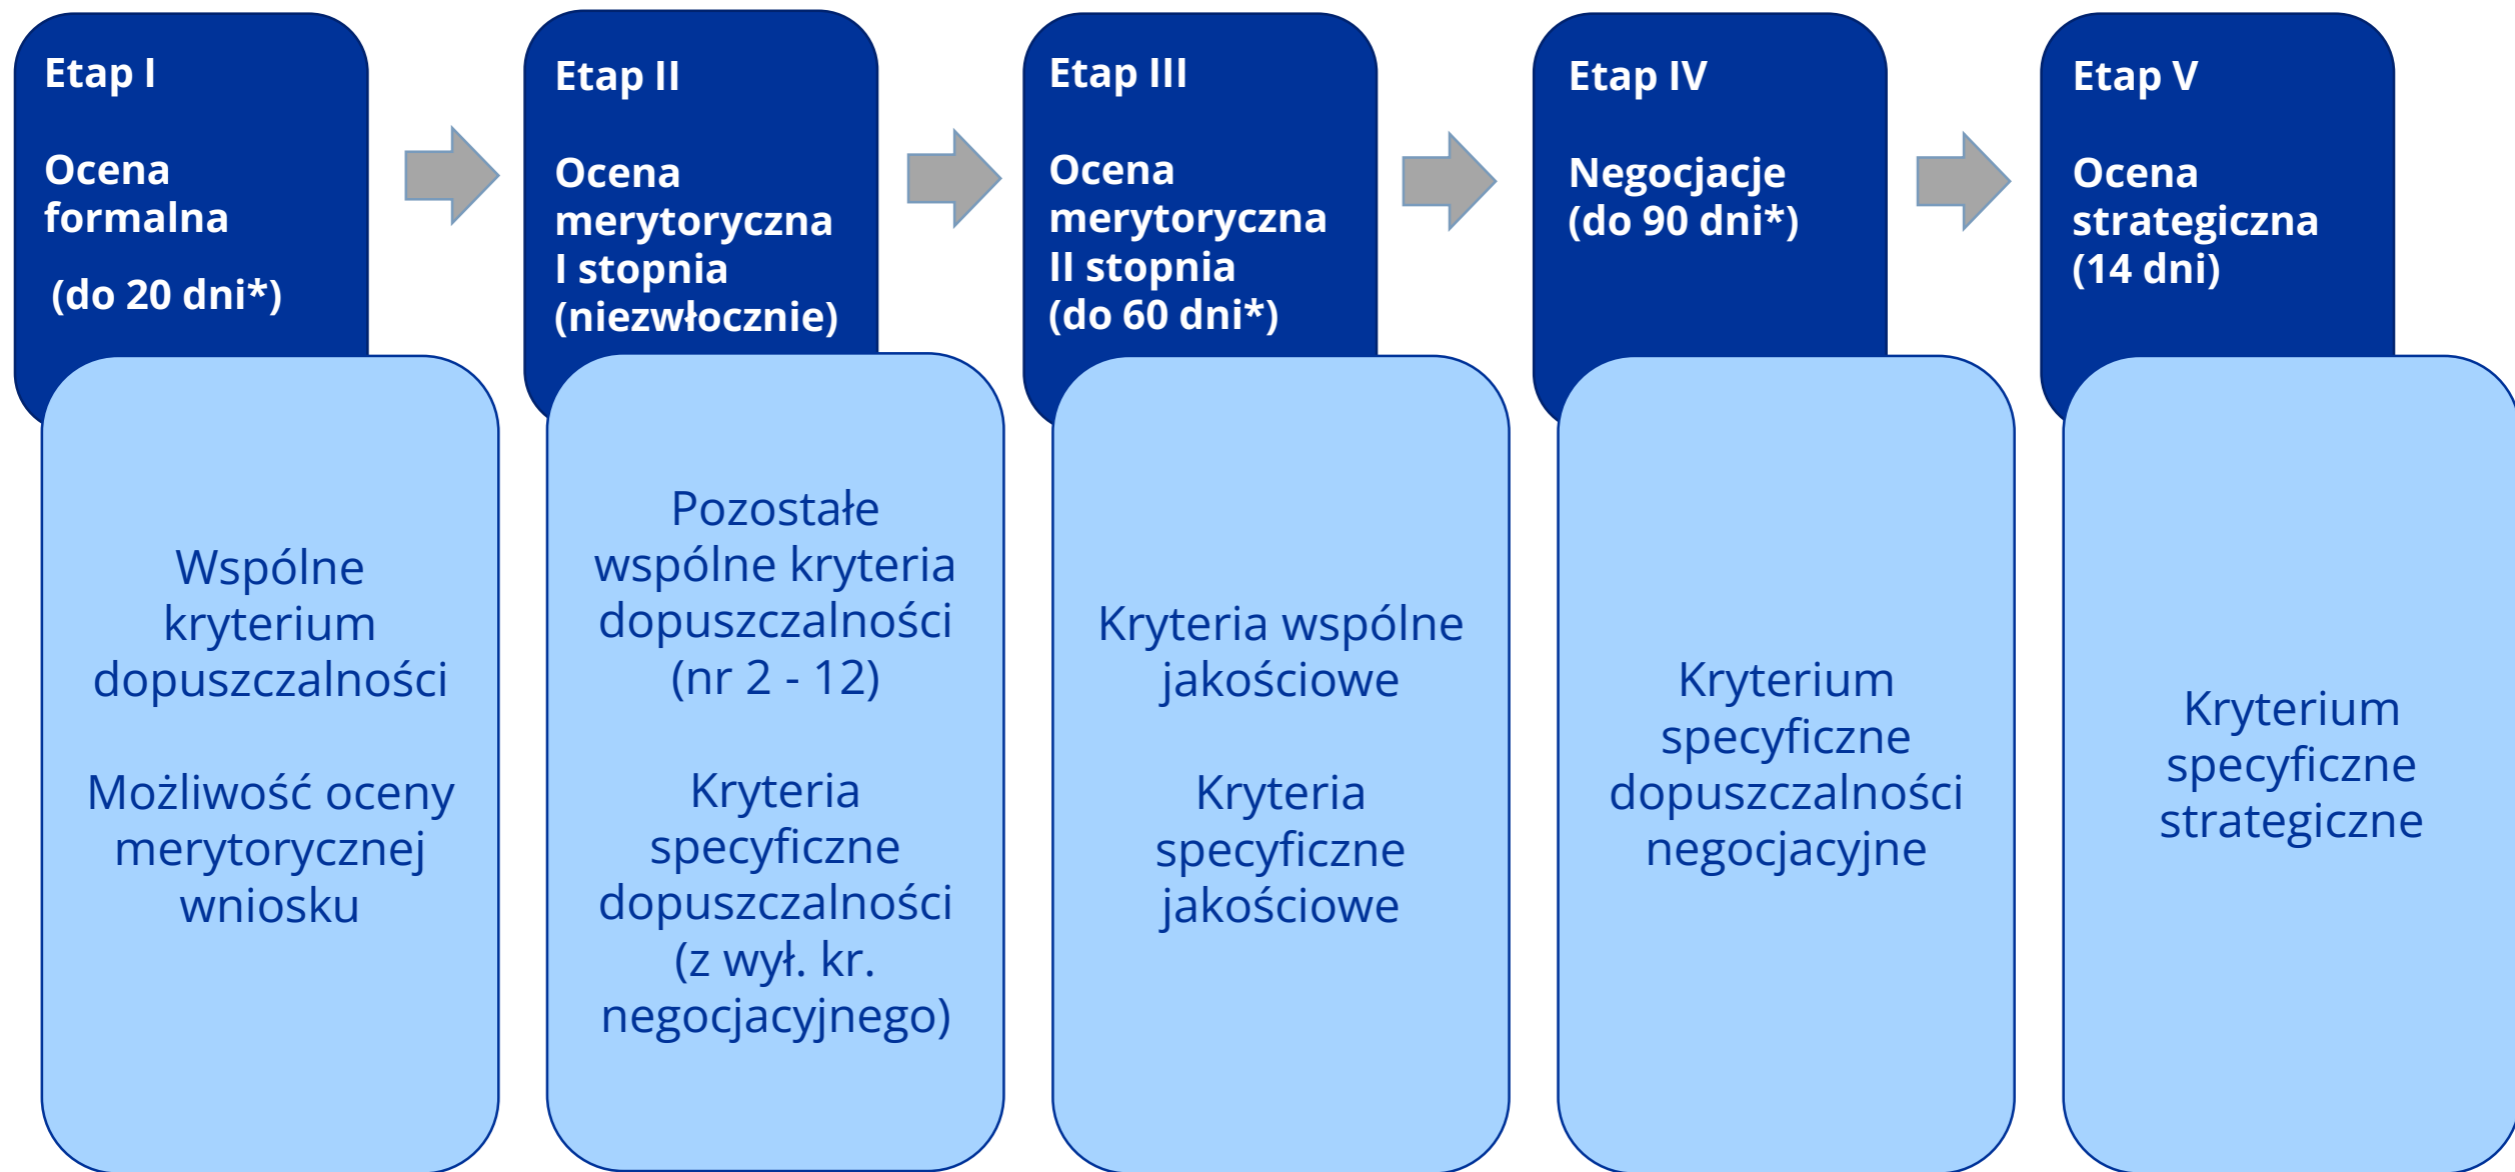 Etap I
Ocena
formalna
(do 20 dni*)
Wspólne
kryterium
dopuszczalności
Możliwość oceny
merytorycznej
wniosku
Etap II
Ocena
merytoryczna
I stopnia
(niezwłocznie)
Pozostałe
wspólne kryteria
dopuszczalności
(nr 2 - 12)
Kryteria
specyficzne
dopuszczalności
(z wył. kr.
negocjacyjnego)
Etap III
Ocena
merytoryczna
II stopnia
(do 60 dni*)
Kryteria wspólne
jakościowe
Kryteria
specyficzne
jakościowe
Etap IV
Negocjacje
(do 90 dni*)
Kryterium
specyficzne
dopuszczalności
negocjacyjne
Etap V
Ocena
strategiczna
(14 dni)
Kryterium
specyficzne
strategiczne